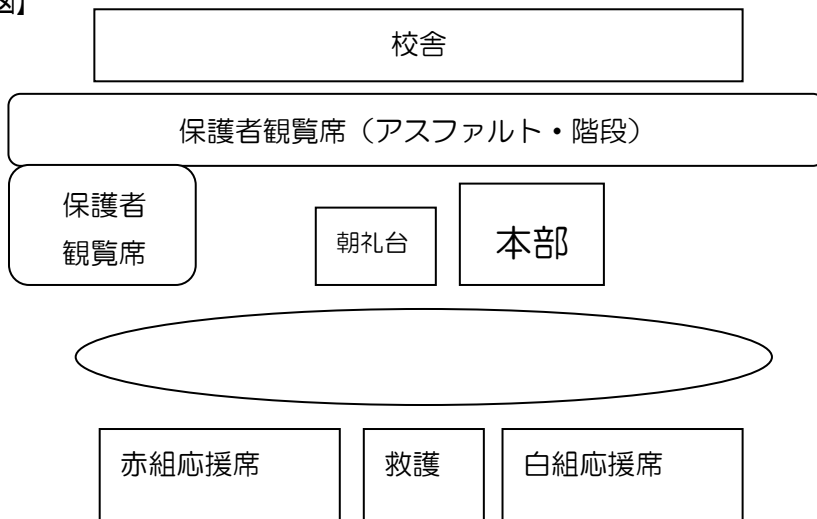 図】
校舎
保護者観覧席（アスファルト・階段）
保護者
観覧席
朝礼台
本部
赤組応援席
救護
白組応援席